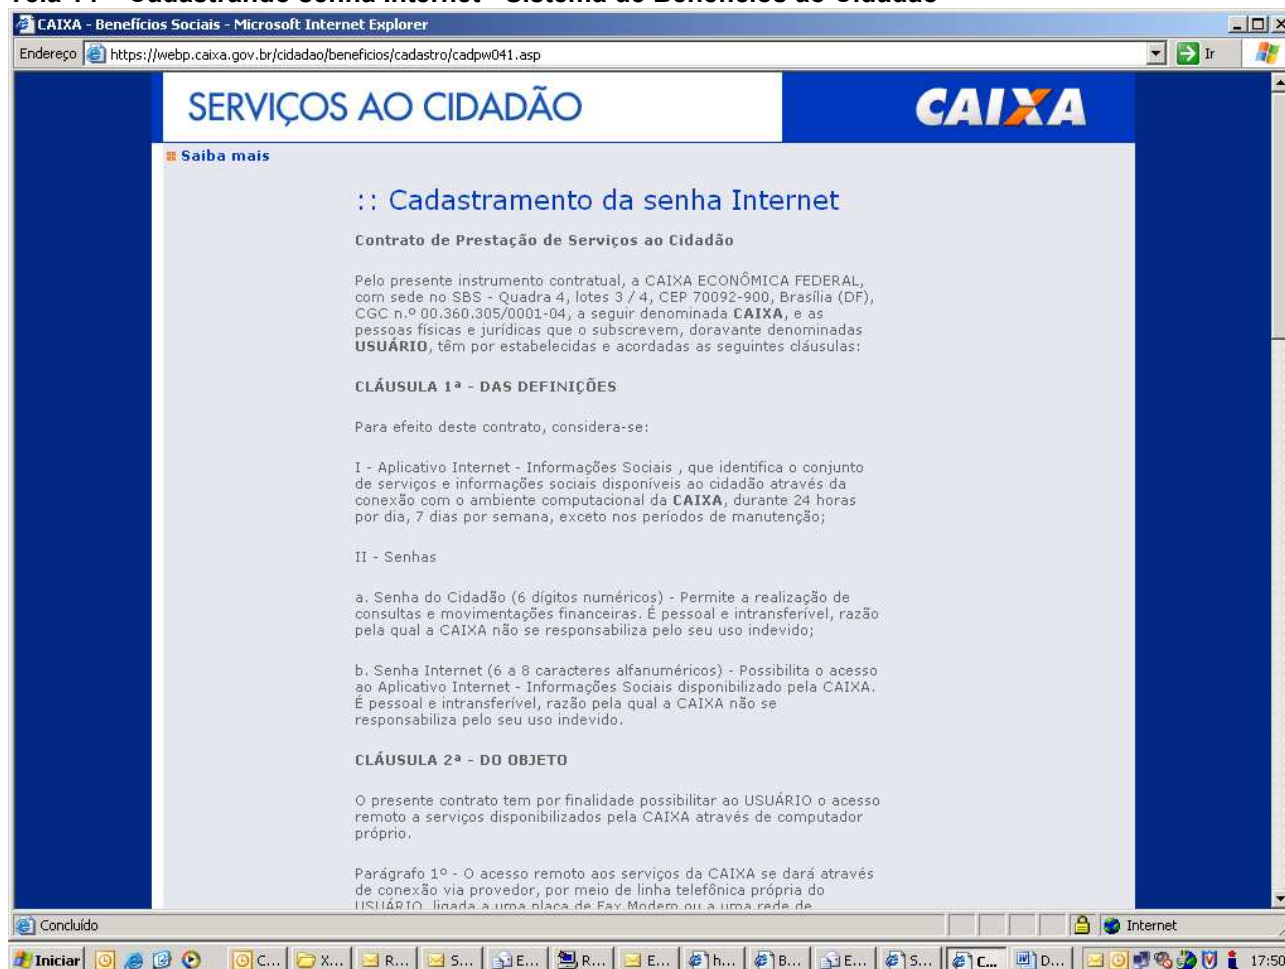 CAIXA - Benefícios Sociais - Microsoft Internet Explorer
Endereço https://webp.caixa.gov.br/cidadao/beneficios/cadastro/cadpw041.asp Ir
SERVIÇOS AO CIDADÃO CAIXA
Saiba mais
:: Cadastramento da senha Internet
Contrato de Prestação de Serviços ao Cidadão
Pelo presente instrumento contratual, a CAIXA ECONÔMICA FEDERAL,
com sede no SBS - Quadra 4, lotes 3 / 4, CEP 70092-900, Brasília (DF),
CGC n.º 00.360.305/0001-04, a seguir denominada CAIXA, e as
pessoas físicas e jurídicas que o subscrevem, doravante denominadas
USUÁRIO, têm por estabelecidas e acordadas as seguintes cláusulas:
CLÁUSULA 1ª - DAS DEFINIÇÕES
Para efeito deste contrato, considera-se:
I - Aplicativo Internet - Informações Sociais , que identifica o conjunto
de serviços e informações sociais disponíveis ao cidadão através da
conexão com o ambiente computacional da CAIXA, durante 24 horas
por dia, 7 dias por semana, exceto nos períodos de manutenção;
II - Senhas
a. Senha do Cidadão (6 dígitos numéricos) - Permite a realização de
consultas e movimentações financeiras. É pessoal e intransferível, razão
pela qual a CAIXA não se responsabiliza pelo seu uso indevido;
b. Senha Internet (6 a 8 caracteres alfanuméricos) - Possibilita o acesso
ao Aplicativo Internet - Informações Sociais disponibilizado pela CAIXA.
É pessoal e intransferível, razão pela qual a CAIXA não se
responsabiliza pelo seu uso indevido.
CLÁUSULA 2ª - DO OBJETO
O presente contrato tem por finalidade possibilitar ao USUÁRIO o acesso
remoto a serviços disponibilizados pela CAIXA através de computador
próprio.
Parágrafo 1º - O acesso remoto aos serviços da CAIXA se dará através
de conexão via provedor, por meio de linha telefônica própria do
USUÁRIO, ligada a uma placa de Fax Modem ou a uma rede de
Concluído Internet
Iniciar C... X... R... S... E... R... E... h... B... E... S... C... D... 17:50